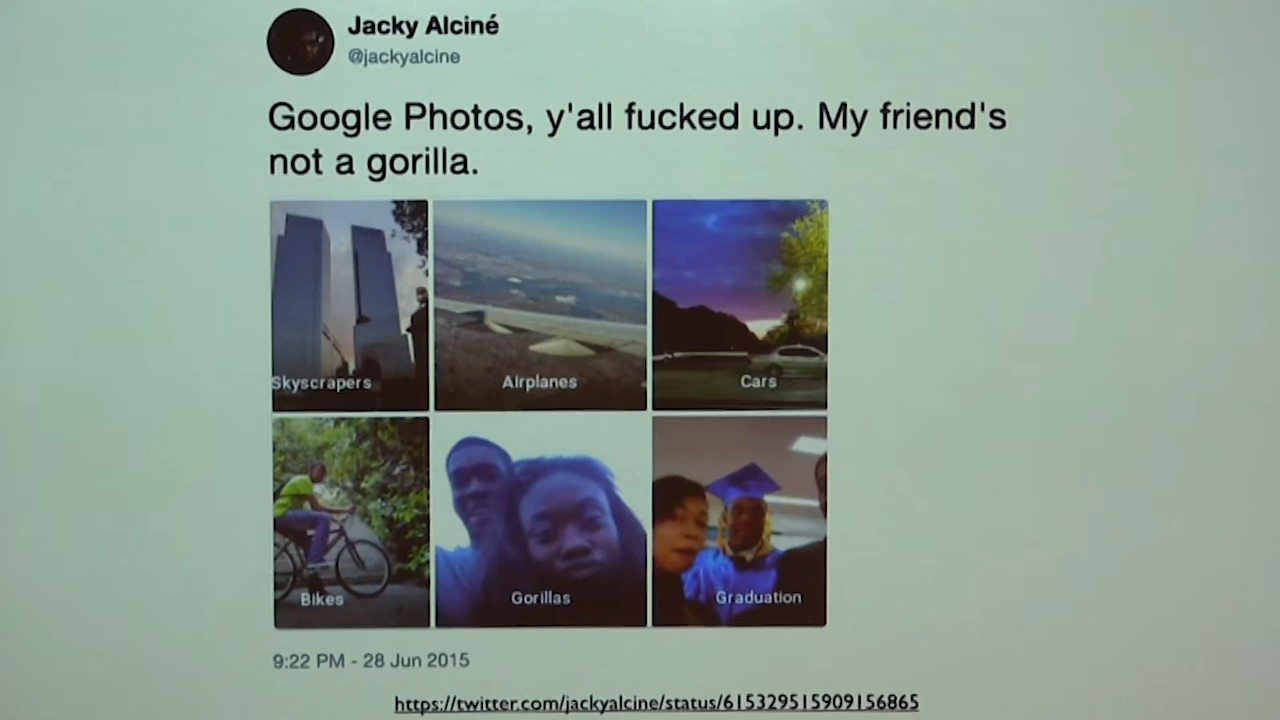 Jacky Alciné
@jackyalcine
Google Photos, y'all fucked up. My friend's
not a gorilla.
Skyscrapers
Airplanes
Cars
Bikes
Gorillas
Graduation
9:22 PM - 28 Jun 2015
https://twitter.com/jackyalcine/status/615329515909156865